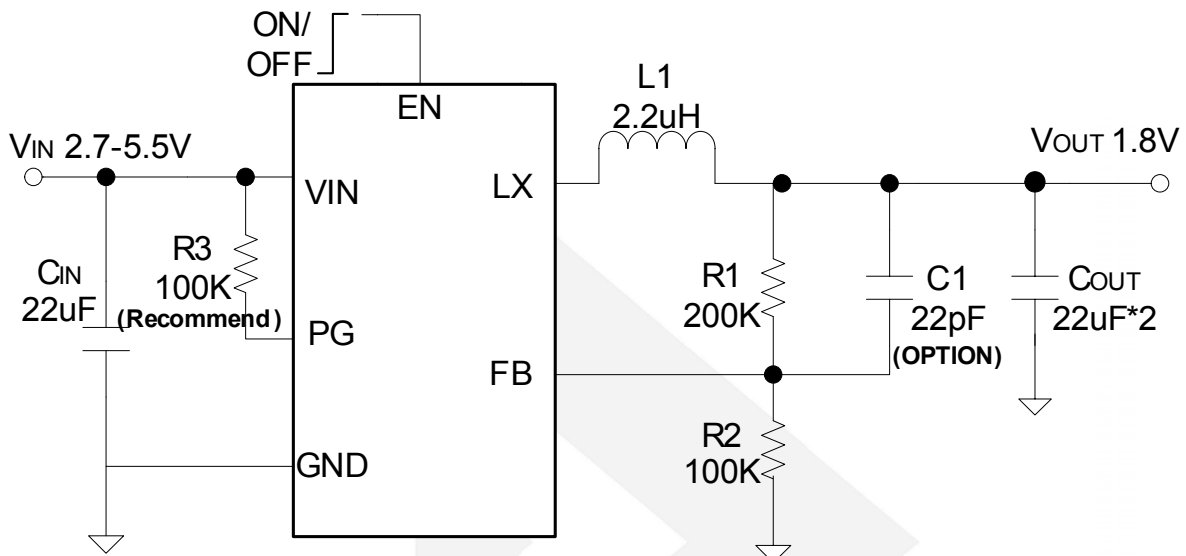 ON/
OFF
EN
L1
2.2uH
VIN 2.7-5.5V
VOUT 1.8V
VIN
LX
R3
100K
(Recommend)
CIN
22uF
PG
R1
200K
C1
22pF
(OPTION)
COUT
22uF*2
FB
R2
100K
GND